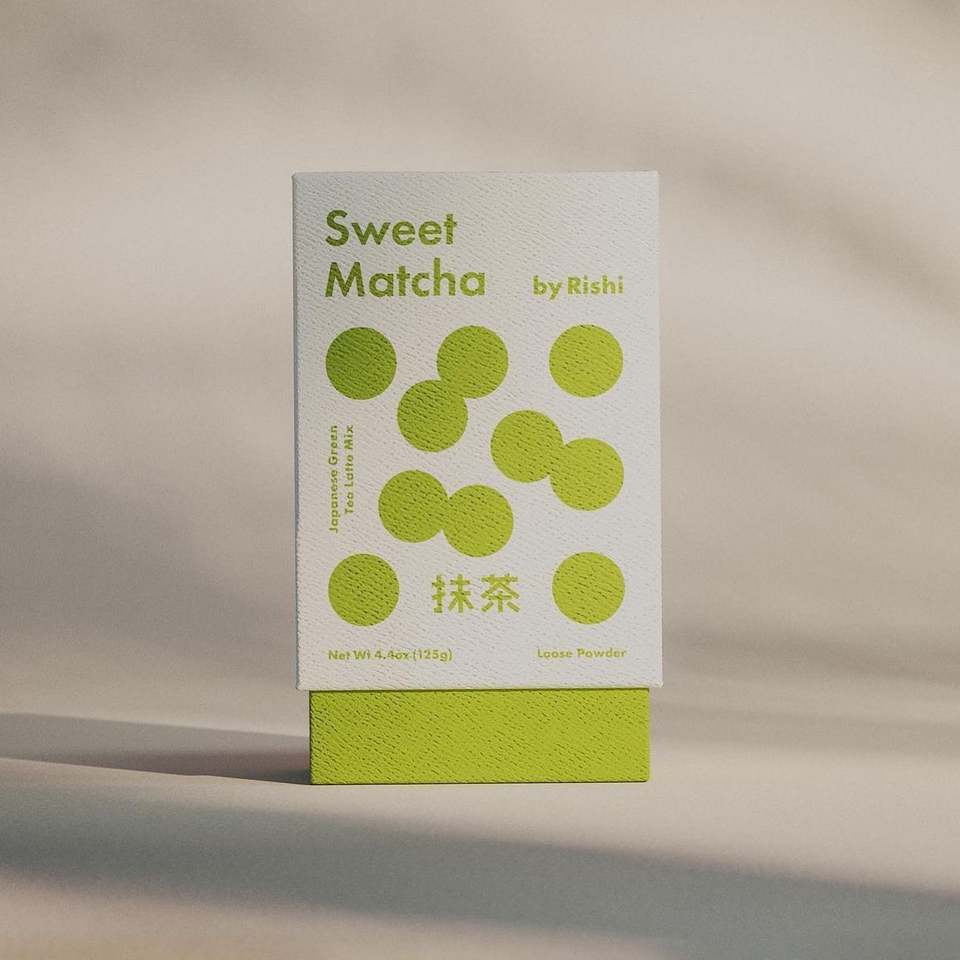 Sweet
Matcha
by Rishi
Japanese Green
Tea Latte Mix
抹茶
Net Wt 4.4oz (125g)
Loose Powder